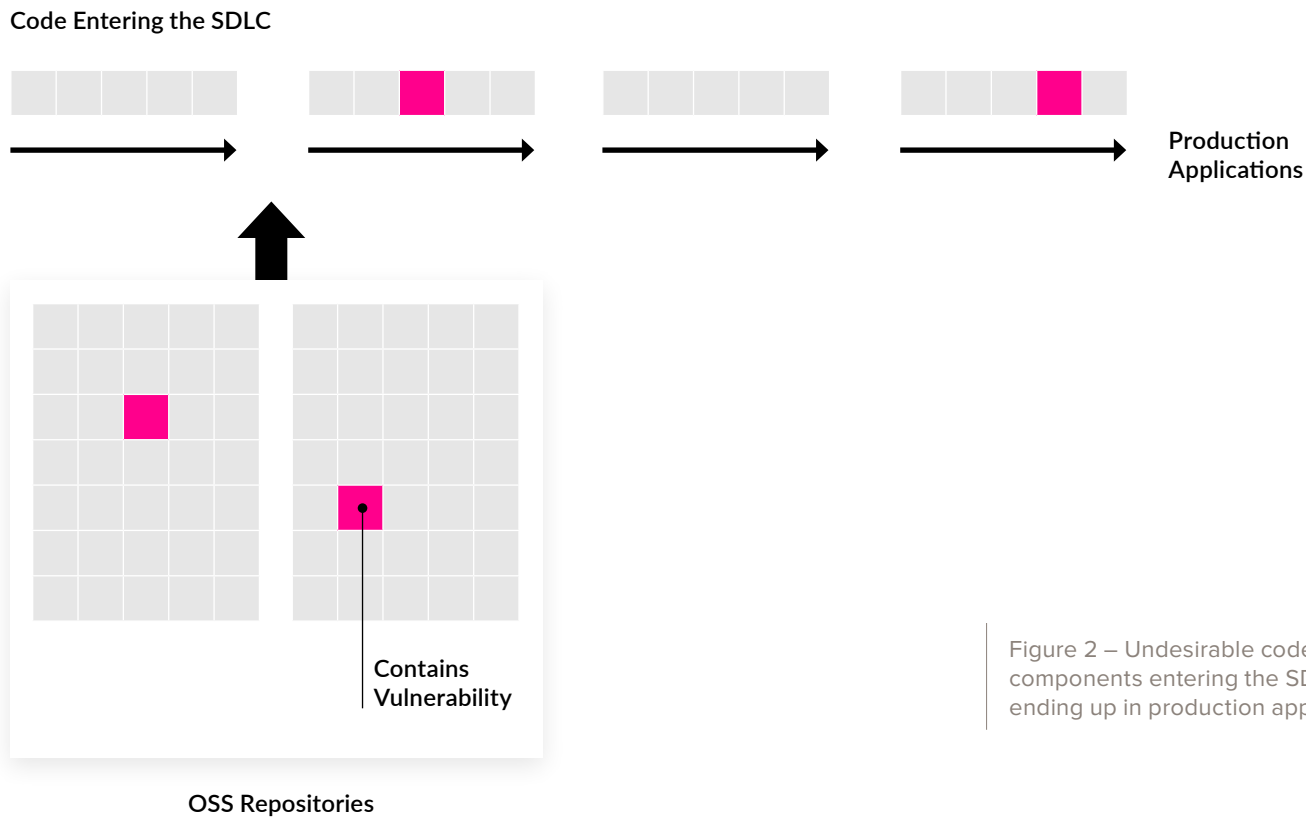 Code Entering the SDLC
Production
Applications
Contains
Vulnerability
OSS Repositories
Figure 2 – Undesirable code
components entering the
ending up in production